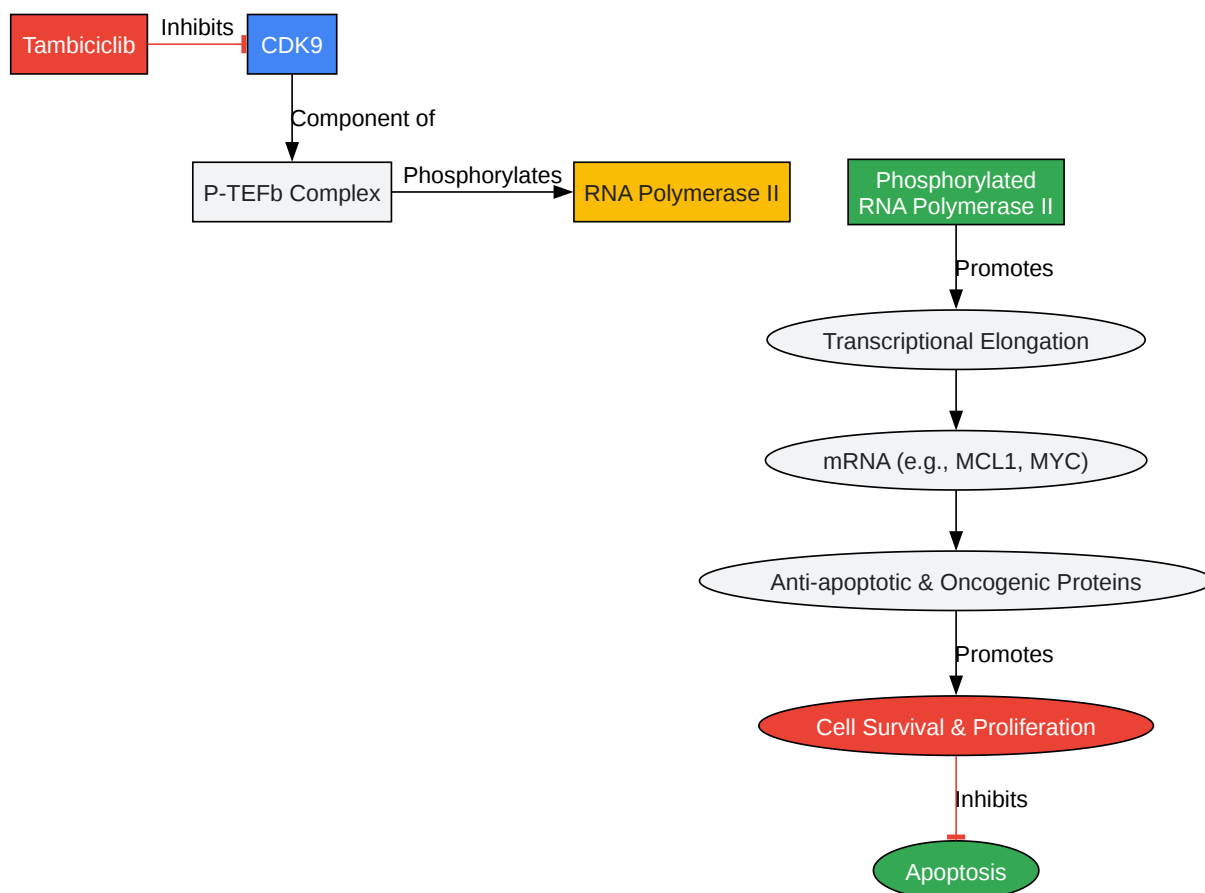 Tambiciclib
Inhibits
CDK9
Component of
P-TEFb Complex
Phosphorylates
RNA Polymerase II
Phosphorylated
RNA Polymerase II
Promotes
Transcriptional Elongation
mRNA (e.g., MCL1, MYC)
Anti-apoptotic & Oncogenic Proteins
Promotes
Cell Survival & Proliferation
Inhibits
Apoptosis